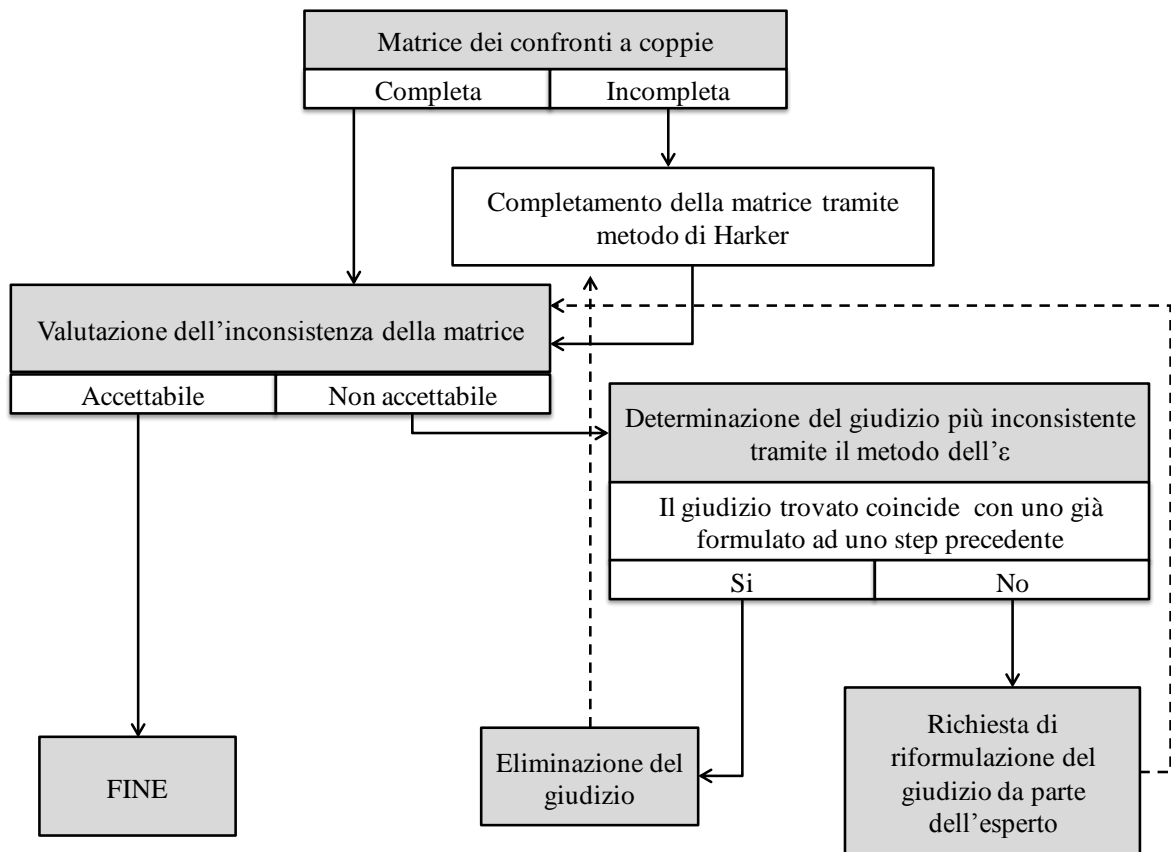 Matrice dei confronti a coppie
Completa
Incompleta
Completamento della matrice tramite
metodo di Harker
Valutazione dell’inconsistenza della matrice
Accettabile
Non accettabile
Determinazione del giudizio più inconsistente
tramite il metodo dell’ε
Il giudizio trovato coincide con uno già
formulato ad uno step precedente
Si
No
Eliminazione del
giudizio
Richiesta di
riformulazione del
giudizio da parte
dell’esperto
FINE